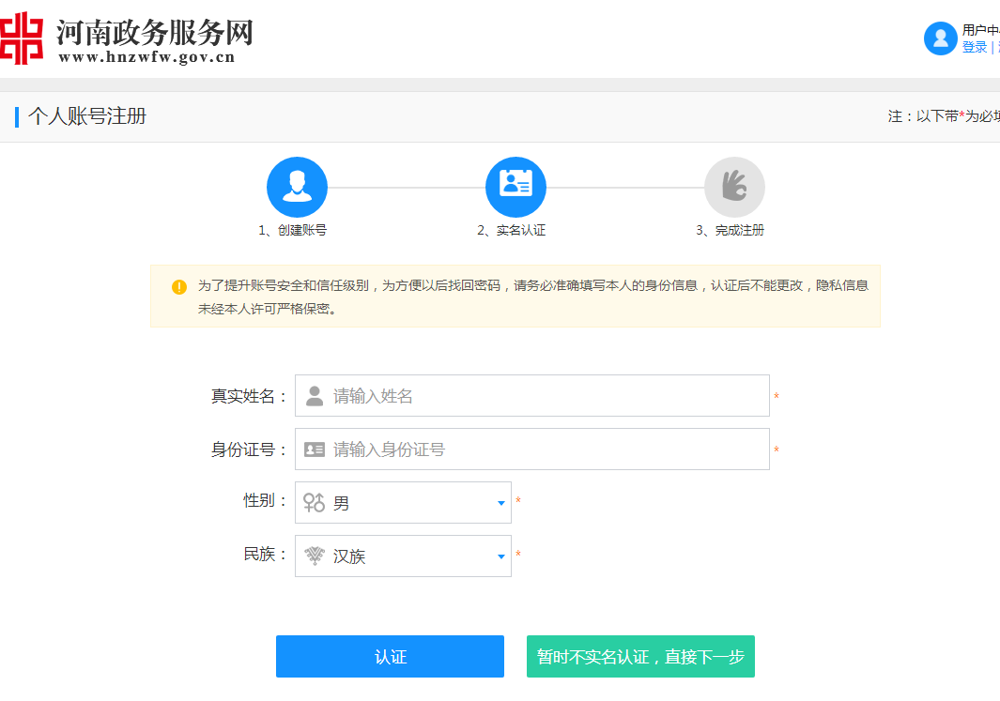 河南政务服务网
www.hnzwfw.gov.cn
用户中
登录 |
个人账号注册
注：以下带*为必
1、创建账号
2、实名认证
3、完成注册
为了提升账号安全和信任级别，为方便以后找回密码，请务必准确填写本人的身份信息，认证后不能更改，隐私信息
未经本人许可严格保密。
真实姓名： 请输入姓名 *
身份证号： 请输入身份证号 *
性别： 男 *
民族： 汉族 *
认证
暂时不实名认证，直接下一步